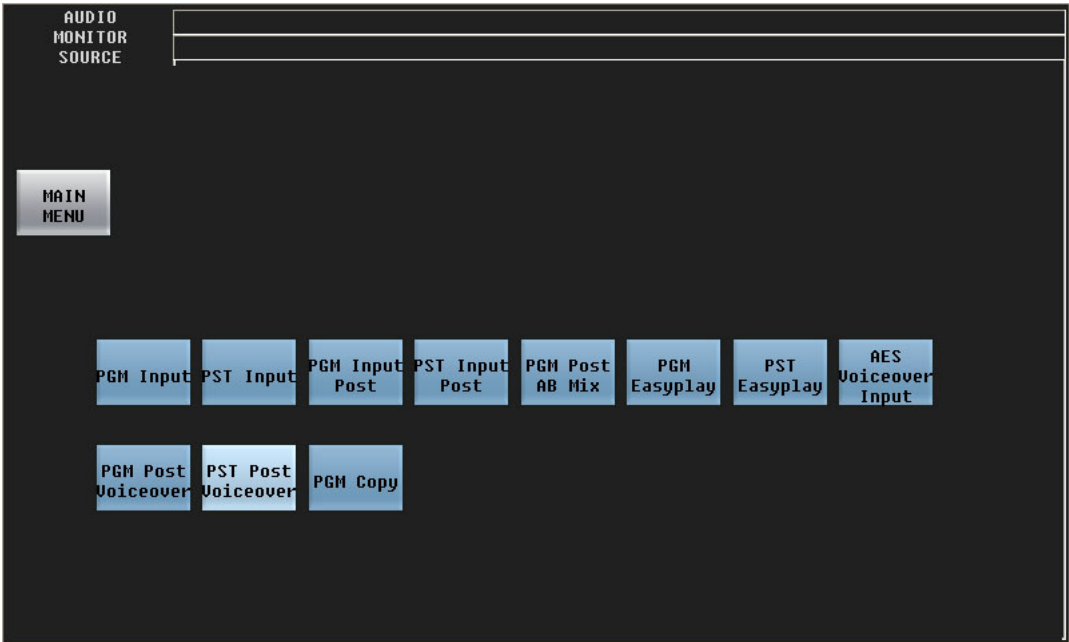 AUDIO
MONITOR
SOURCE
MAIN
MENU
PGM Input
PST Input
PGM Input
Post
PST Input
Post
PGM Post
AB Mix
PGM
Easyplay
PST
Easyplay
AES
Voiceover
Input
PGM Post
Voiceover
PST Post
Voiceover
PGM Copy